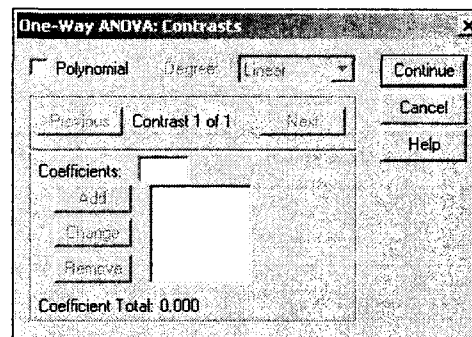 One-Way ANOVA: Contrasts
Polynomial Degree: Linear Continue
Previous Contrast 1 of 1 Next Cancel
Help
Coefficients:
Add
Change
Remove
Coefficient Total: 0.000